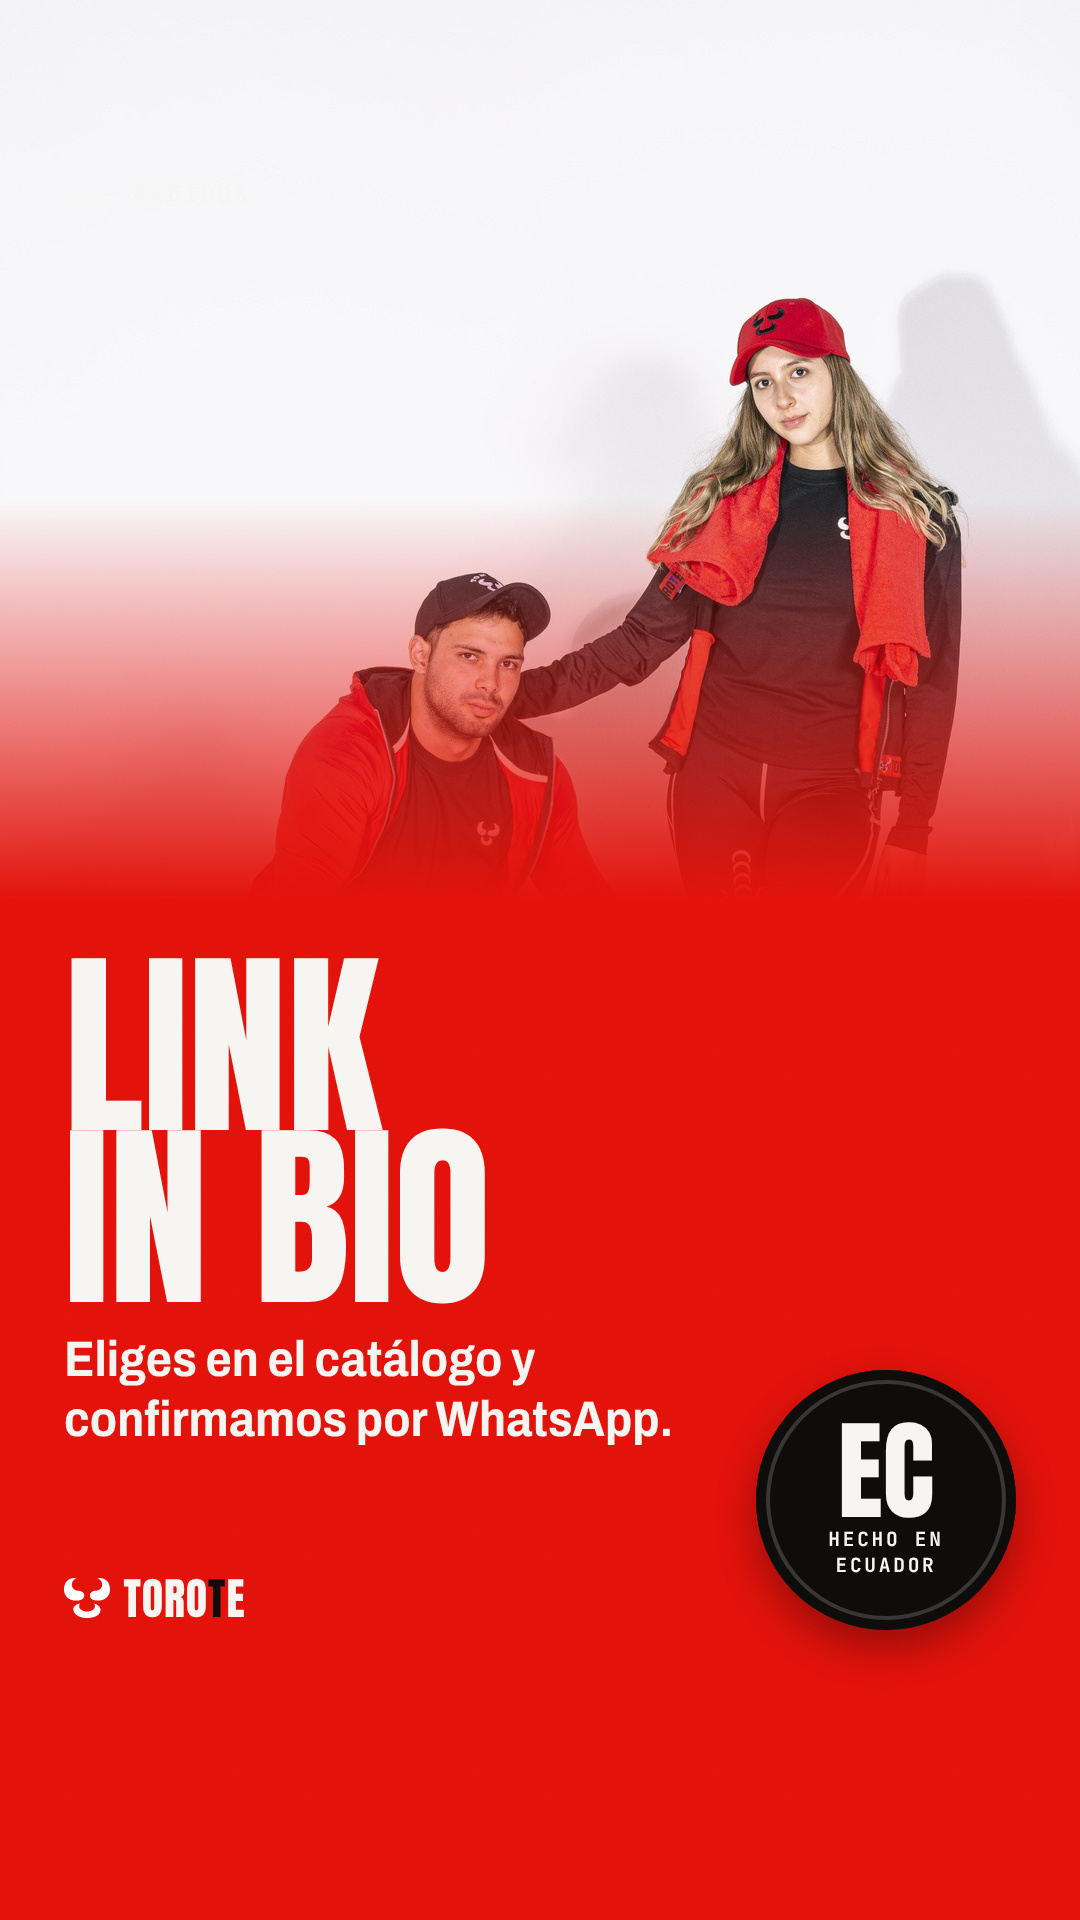 LINK
IN BIO
Eliges en el catálogo y
confirmamos por WhatsApp.
EC
HECHO EN
ECUADOR
TOROTE